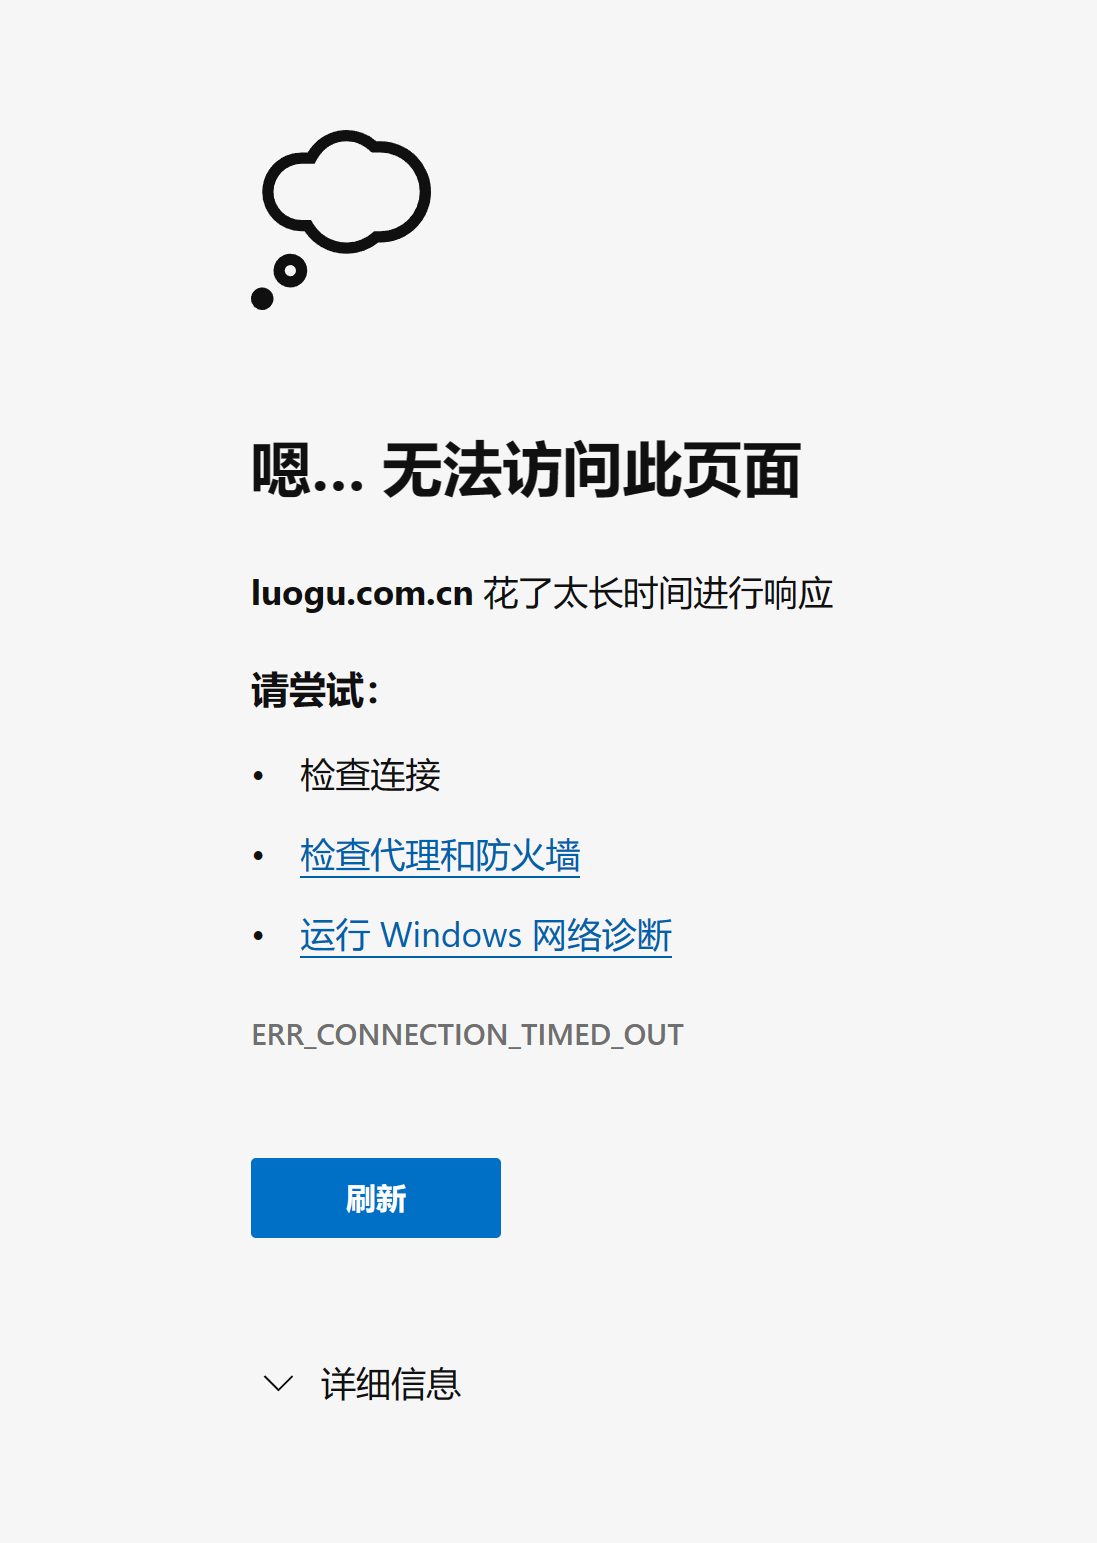 嗯... 无法访问此页面
luogu.com.cn 花了太长时间进行响应
请尝试：
• 检查连接
• 检查代理和防火墙
• 运行 Windows 网络诊断
ERR_CONNECTION_TIMED_OUT
刷新
详细信息